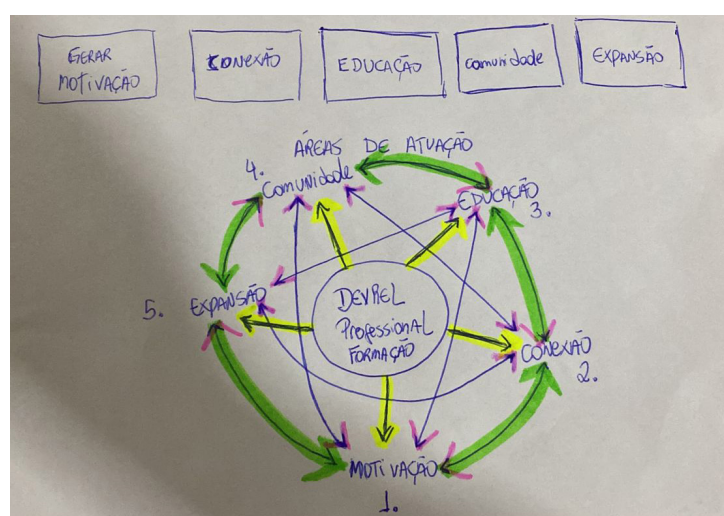 GERAR
MOTIVAÇÃO
CONEXÃO
EDUCAÇÃO
comunidade
EXPANSÃO
ÁREAS DE ATUAÇÃO
4.
Comunidade
EDUCAÇÃO
3.
5. EXPANSÃO
DEVREL
Professional
FORMAÇÃO
CONEXÃO
2.
MOTIVAÇÃO
1.